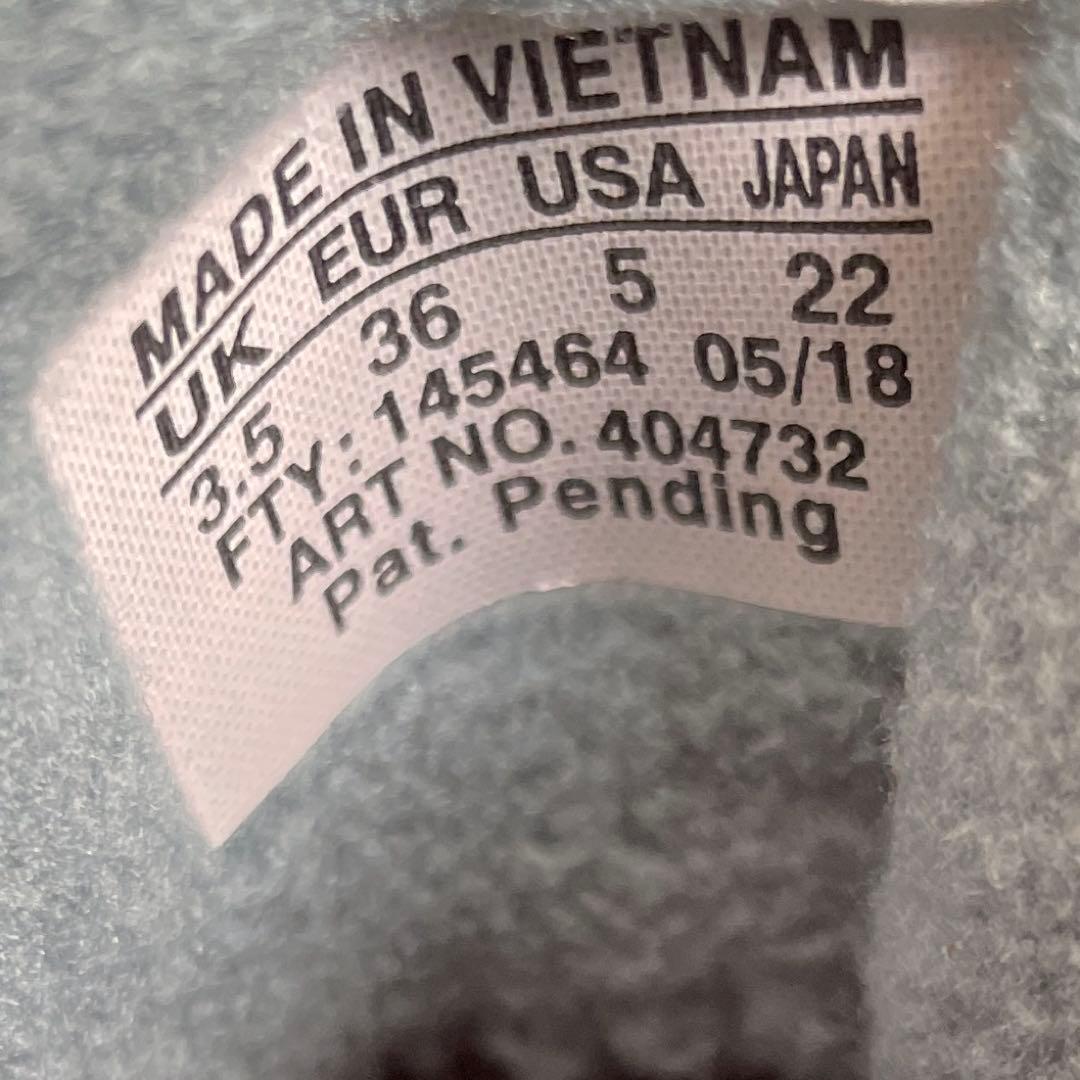 MADE IN VIETNAM
UK EUR USA JAPAN
3.5 36 5 22
FTY: 145464 05/18
ART NO. 404732
Pat. Pending